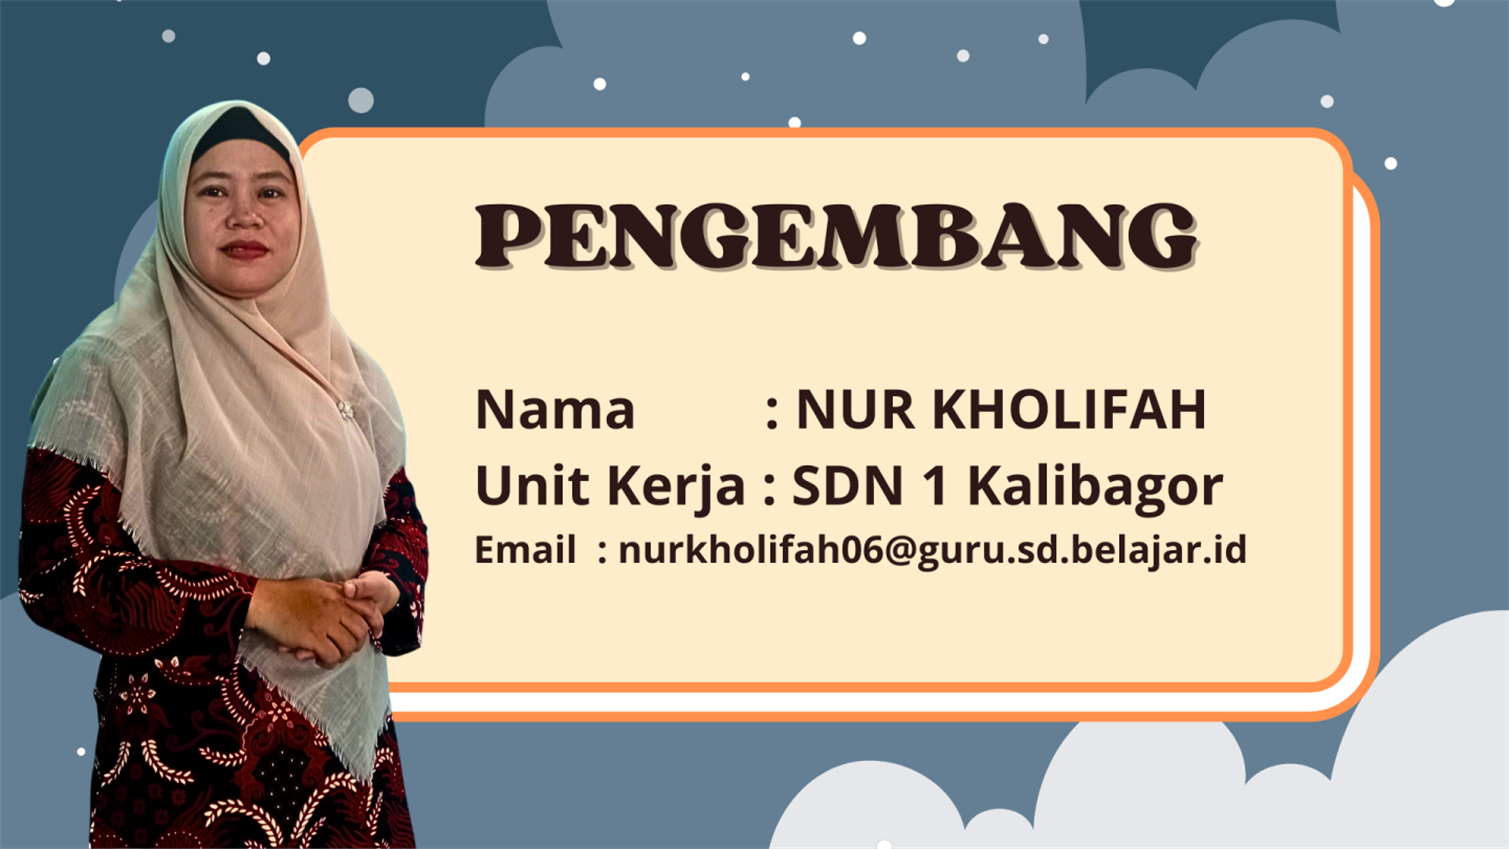 PENGEMBANG
Nama : NUR KHOLIFAH
Unit Kerja : SDN 1 Kalibagor
Email : nurkholifah06@guru.sd.belajar.id